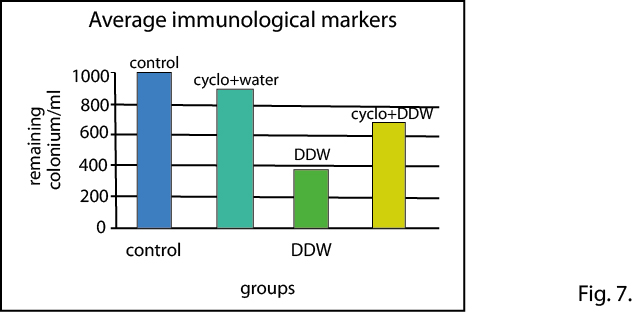 Average immunological markers
control
cyclo+water
cyclo+DDW
DDW
1000
800
600
400
200
0
remaining
colonium/ml
control
DDW
groups
Fig. 7.